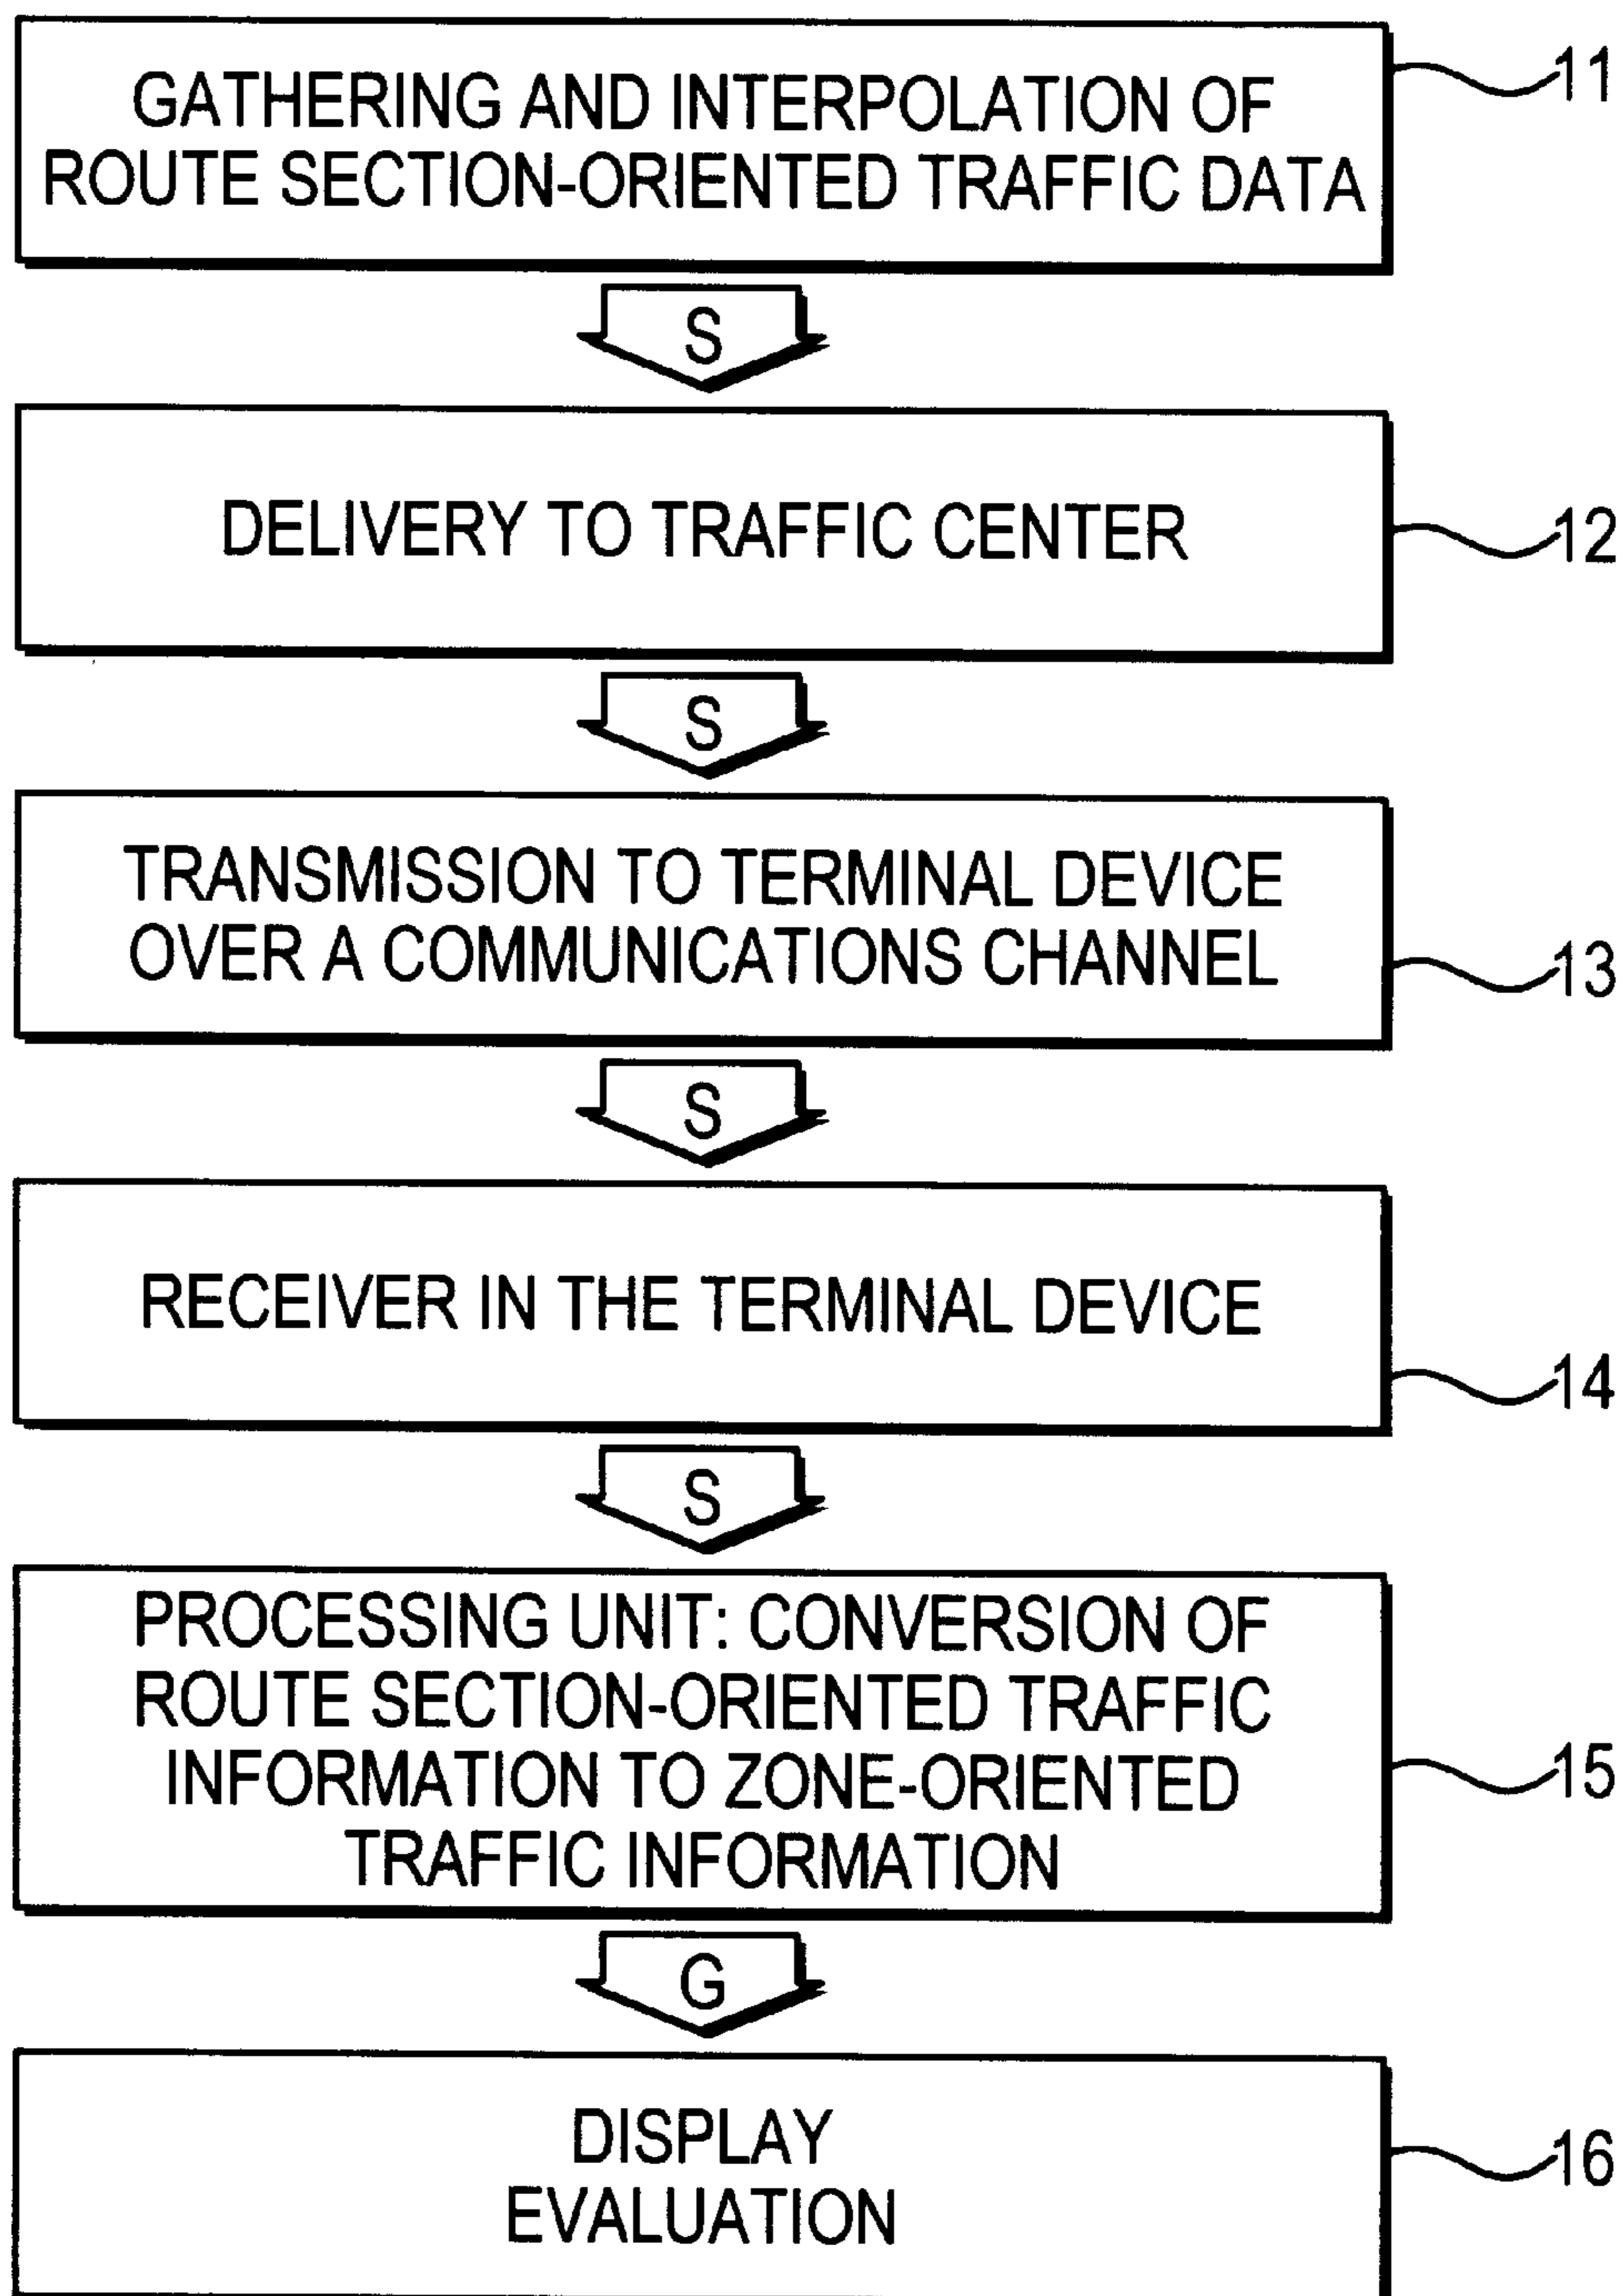 GATHERING AND INTERPOLATION OF
ROUTE SECTION-ORIENTED TRAFFIC DATA
11
S
DELIVERY TO TRAFFIC CENTER
12
S
TRANSMISSION TO TERMINAL DEVICE
OVER A COMMUNICATIONS CHANNEL
13
S
RECEIVER IN THE TERMINAL DEVICE
14
S
PROCESSING UNIT: CONVERSION OF
ROUTE SECTION-ORIENTED TRAFFIC
INFORMATION TO ZONE-ORIENTED
TRAFFIC INFORMATION
15
G
DISPLAY
EVALUATION
16